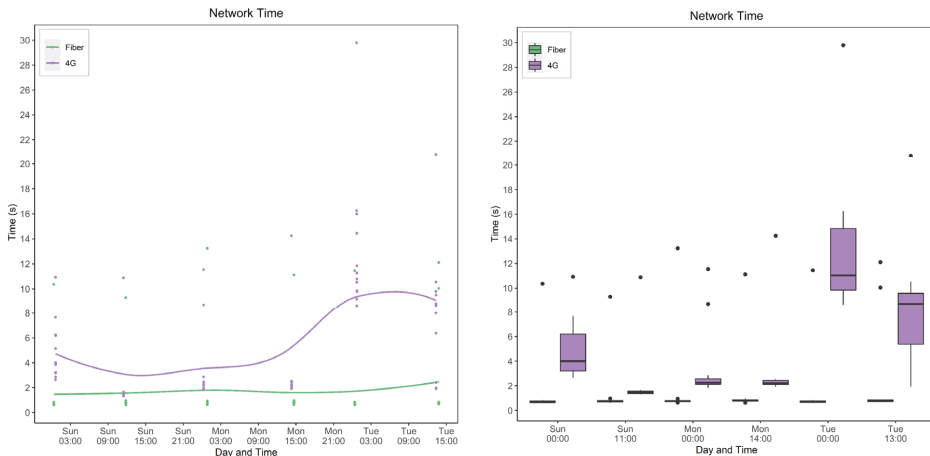 Network Time
Fiber
4G
Time (s)
30
28
26
24
22
20
18
16
14
12
10
8
6
4
2
0
Sun 03:00
Sun 09:00
Sun 15:00
Sun 21:00
Mon 03:00
Mon 09:00
Mon 15:00
Mon 21:00
Tue 03:00
Tue 09:00
Tue 15:00
Day and Time
Network Time
Fiber
4G
Time (s)
30
28
26
24
22
20
18
16
14
12
10
8
6
4
2
0
Sun 00:00
Sun 11:00
Mon 00:00
Mon 14:00
Tue 00:00
Tue 13:00
Day and Time